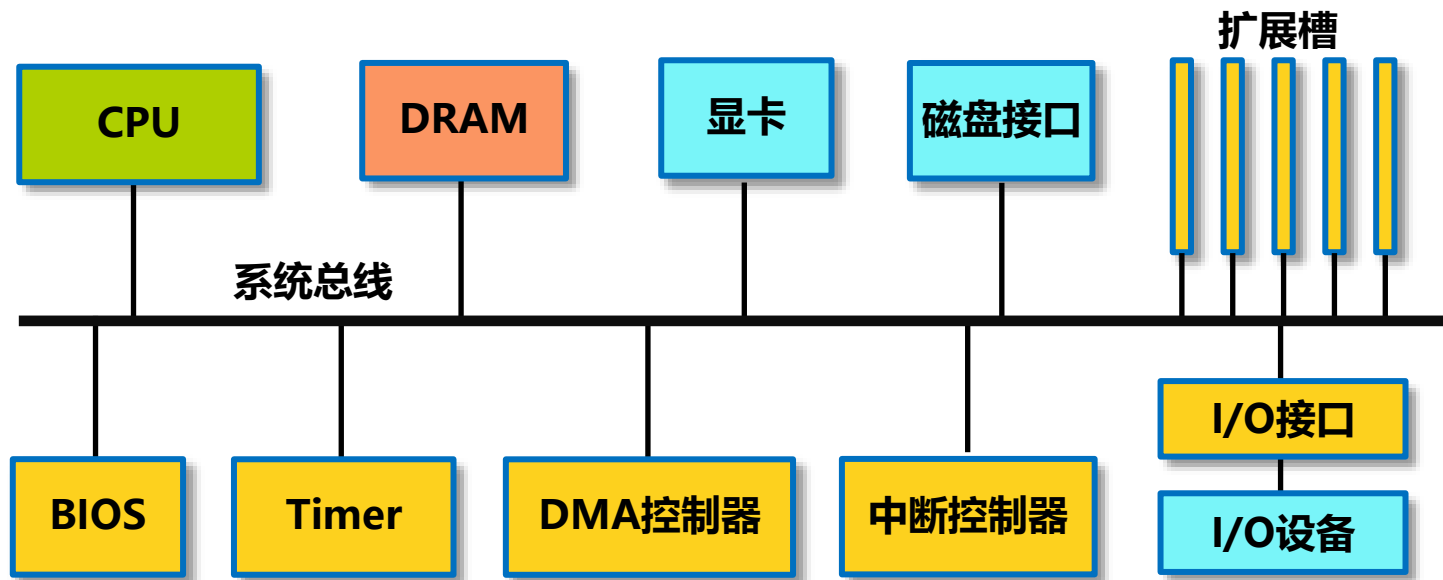 扩展槽
CPU
DRAM
显卡
磁盘接口
系统总线
I/O接口
BIOS
Timer
DMA控制器
中断控制器
I/O设备